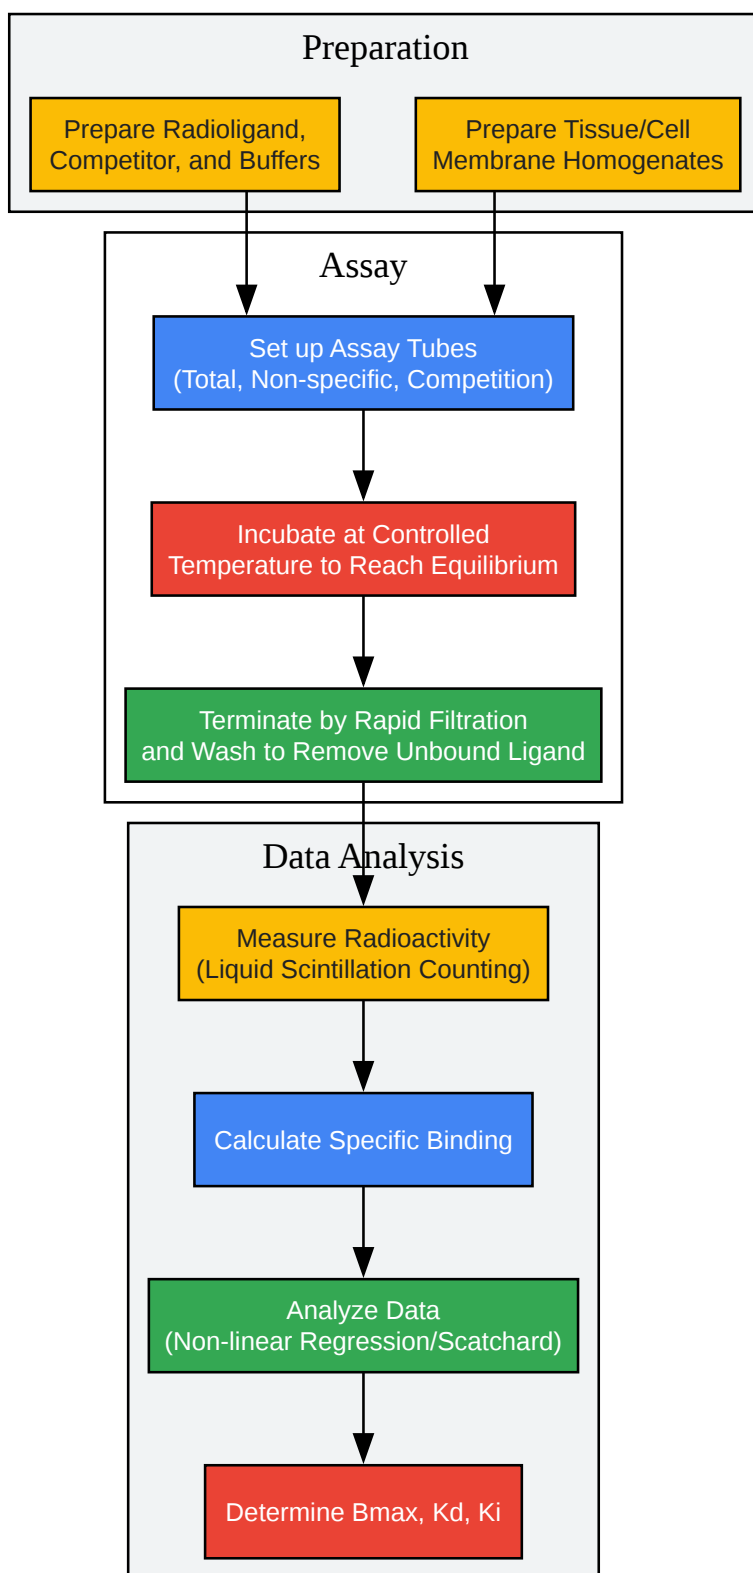 Preparation
Prepare Radioligand,
Competitor, and Buffers
Prepare Tissue/Cell
Membrane Homogenates
Assay
Set up Assay Tubes
(Total, Non-specific, Competition)
Incubate at Controlled
Temperature to Reach Equilibrium
Terminate by Rapid Filtration
and Wash to Remove Unbound Ligand
Data Analysis
Measure Radioactivity
(Liquid Scintillation Counting)
Calculate Specific Binding
Analyze Data
(Non-linear Regression/Scatchard)
Determine Bmax, Kd, Ki